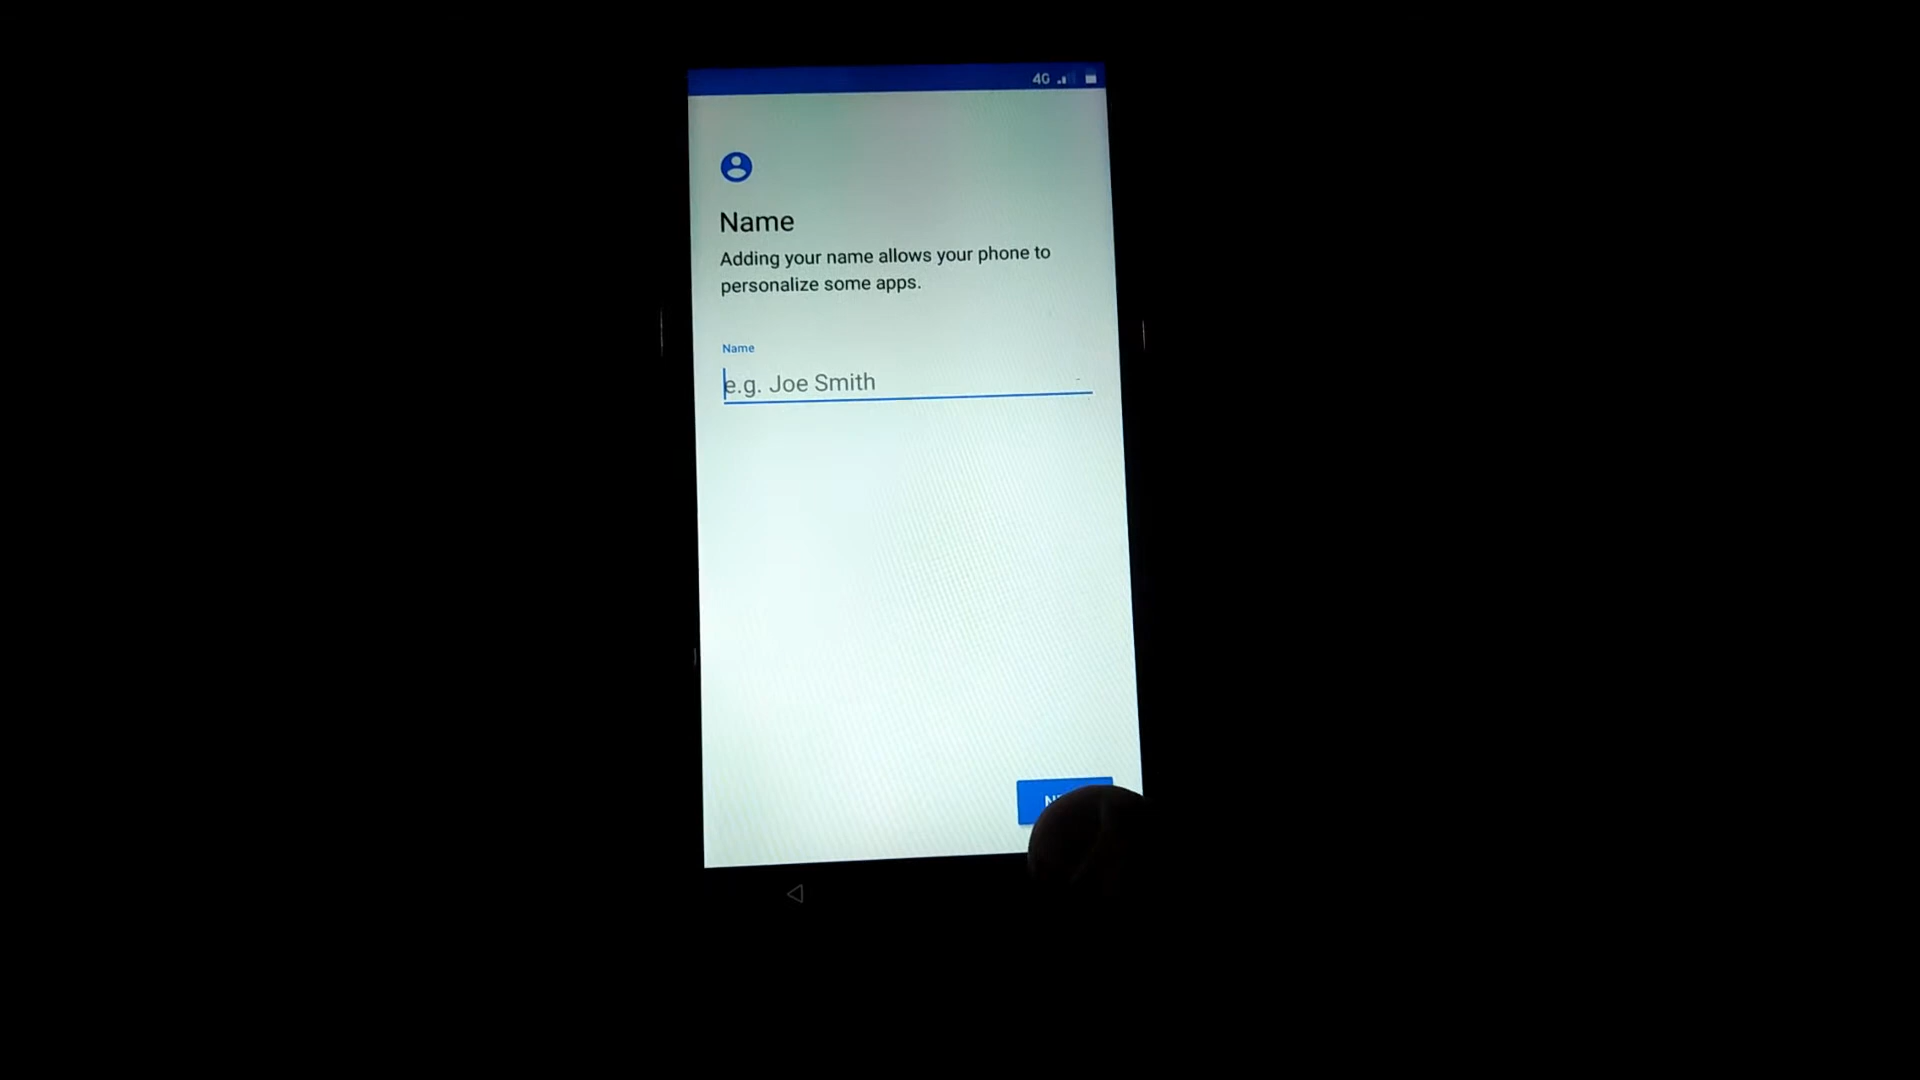 4G
Name
Adding your name allows your phone to
personalize some apps.
Name
e.g. Joe Smith